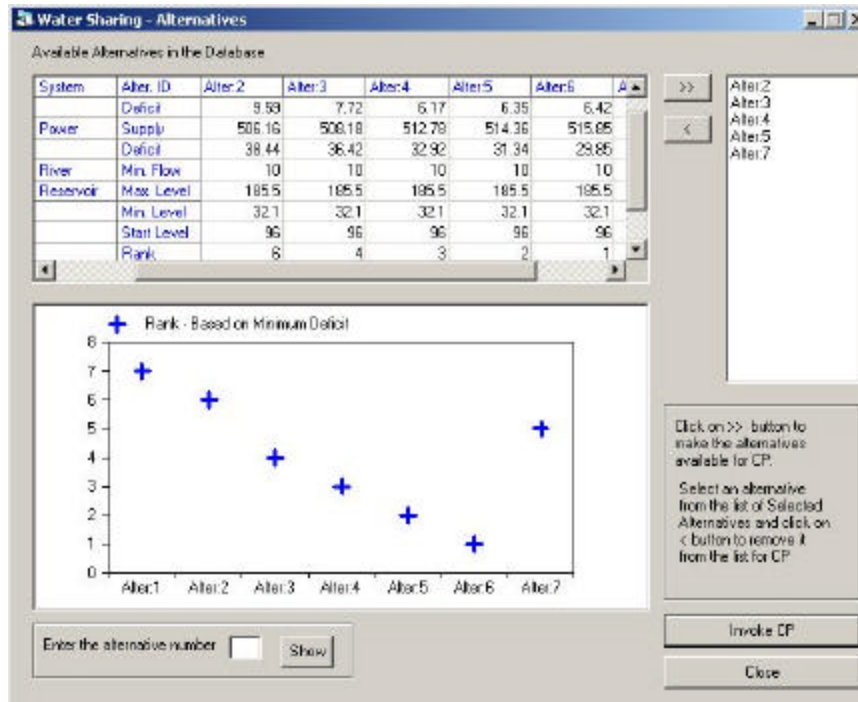 Water Sharing - Alternatives
Available Alternatives in the Database
System Alter. ID Alter:2 Alter:3 Alter:4 Alter:5 Alter:6 A
Deficit 9.59 7.72 6.17 6.35 6.42
Power Supply 506.16 508.18 512.78 514.36 515.85
Deficit 38.44 36.42 32.92 31.34 29.85
River Min. Flow 10 10 10 10 10
Reservoir Max. Level 185.5 185.5 185.5 185.5 185.5
Min. Level 32.1 32.1 32.1 32.1 32.1
Start Level 96 96 96 96 96
Rank 6 4 3 2 1
>>
<
Alter:2
Alter:3
Alter:4
Alter:5
Alter:7
Rank - Based on Minimum Deficit
8
7
6
5
4
3
2
1
0
Alter:1 Alter:2 Alter:3 Alter:4 Alter:5 Alter:6 Alter:7
Click on >> button to
make the alternatives
available for CP.
Select an alternative
from the list of Selected
Alternatives and click on
< button to remove it
from the list for CP
Enter the alternative number Show
Invoke CP
Close